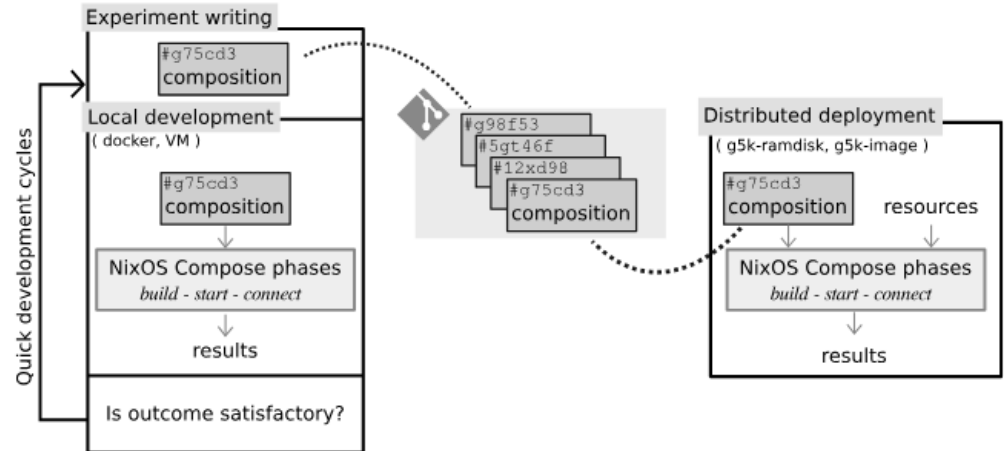 Experiment writing
#g75cd3
composition
Local development
( docker, VM )
#g75cd3
composition
NixOS Compose phases
build - start - connect
results
Is outcome satisfactory?
Quick development cycles
#g98f53
#5gt46f
#12xd98
#g75cd3
composition
Distributed deployment
( g5k-ramdisk, g5k-image )
#g75cd3
composition
resources
NixOS Compose phases
build - start - connect
results